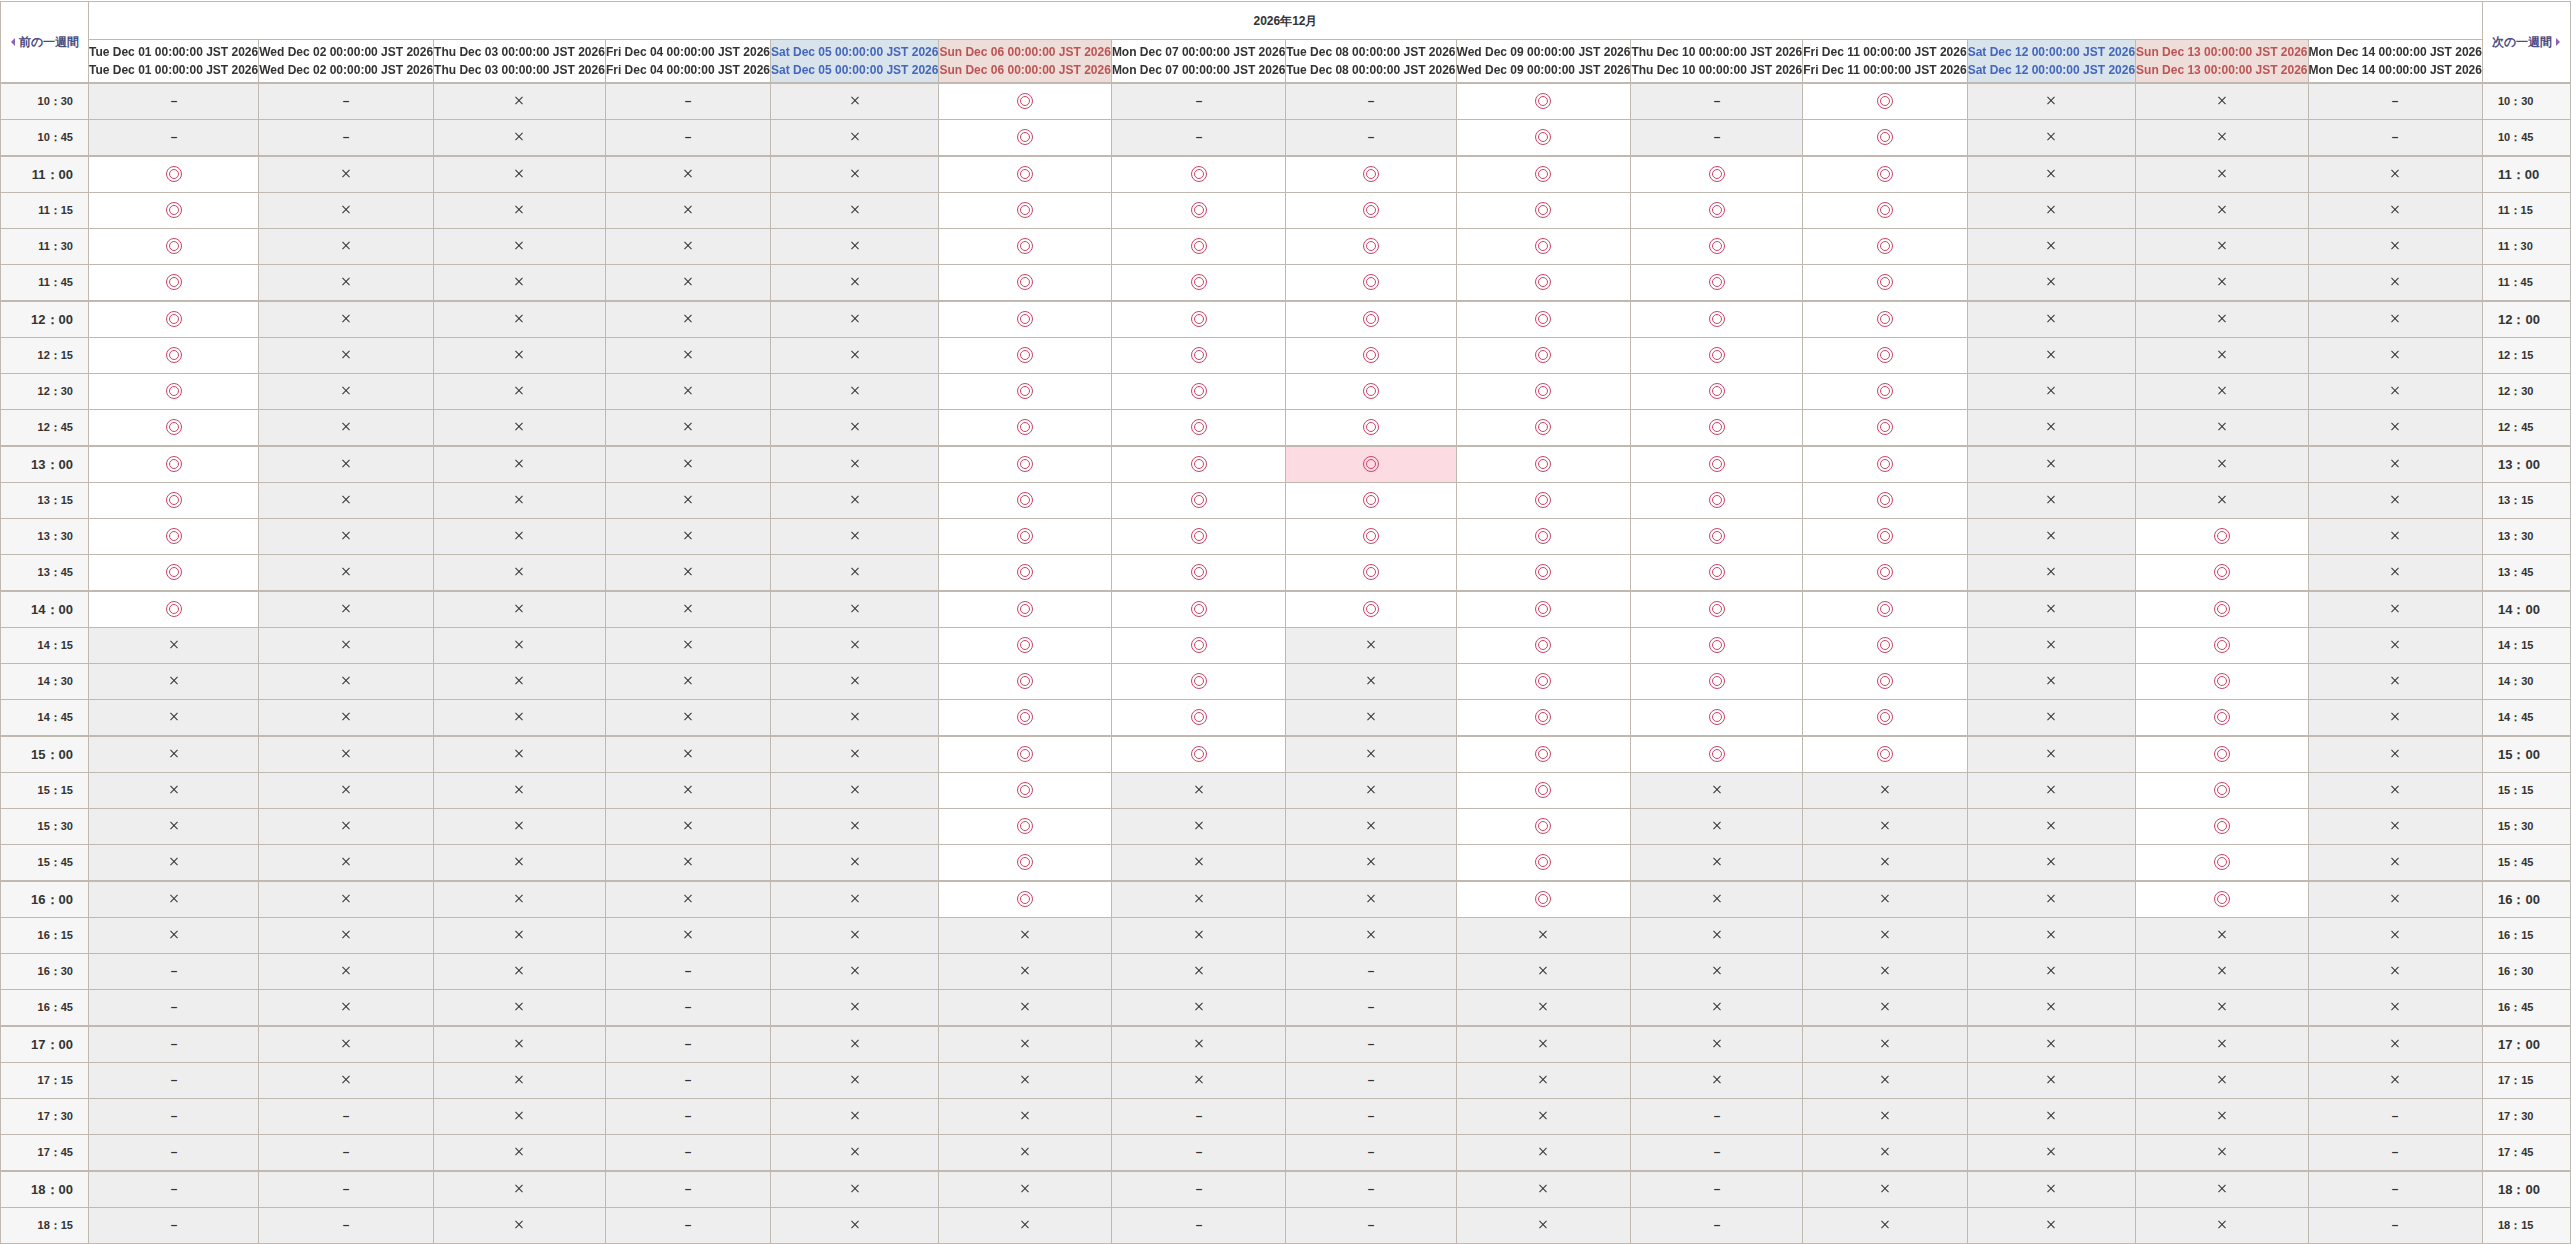 2026年12月
前の一週間
次の一週間
Tue Dec 01 00:00:00 JST 2026 Wed Dec 02 00:00:00 JST 2026 Thu Dec 03 00:00:00 JST 2026 Fri Dec 04 00:00:00 JST 2026 Sat Dec 05 00:00:00 JST 2026 Sun Dec 06 00:00:00 JST 2026 Mon Dec 07 00:00:00 JST 2026 Tue Dec 08 00:00:00 JST 2026 Wed Dec 09 00:00:00 JST 2026 Thu Dec 10 00:00:00 JST 2026 Fri Dec 11 00:00:00 JST 2026 Sat Dec 12 00:00:00 JST 2026 Sun Dec 13 00:00:00 JST 2026 Mon Dec 14 00:00:00 JST 2026
Tue Dec 01 00:00:00 JST 2026 Wed Dec 02 00:00:00 JST 2026 Thu Dec 03 00:00:00 JST 2026 Fri Dec 04 00:00:00 JST 2026 Sat Dec 05 00:00:00 JST 2026 Sun Dec 06 00:00:00 JST 2026 Mon Dec 07 00:00:00 JST 2026 Tue Dec 08 00:00:00 JST 2026 Wed Dec 09 00:00:00 JST 2026 Thu Dec 10 00:00:00 JST 2026 Fri Dec 11 00:00:00 JST 2026 Sat Dec 12 00:00:00 JST 2026 Sun Dec 13 00:00:00 JST 2026 Mon Dec 14 00:00:00 JST 2026
10：30 － － × － × ◎ － － ◎ － ◎ × × － 10：30
10：45 － － × － × ◎ － － ◎ － ◎ × × － 10：45
11：00 ◎ × × × × ◎ ◎ ◎ ◎ ◎ ◎ × × × 11：00
11：15 ◎ × × × × ◎ ◎ ◎ ◎ ◎ ◎ × × × 11：15
11：30 ◎ × × × × ◎ ◎ ◎ ◎ ◎ ◎ × × × 11：30
11：45 ◎ × × × × ◎ ◎ ◎ ◎ ◎ ◎ × × × 11：45
12：00 ◎ × × × × ◎ ◎ ◎ ◎ ◎ ◎ × × × 12：00
12：15 ◎ × × × × ◎ ◎ ◎ ◎ ◎ ◎ × × × 12：15
12：30 ◎ × × × × ◎ ◎ ◎ ◎ ◎ ◎ × × × 12：30
12：45 ◎ × × × × ◎ ◎ ◎ ◎ ◎ ◎ × × × 12：45
13：00 ◎ × × × × ◎ ◎ ◎ ◎ ◎ ◎ × × × 13：00
13：15 ◎ × × × × ◎ ◎ ◎ ◎ ◎ ◎ × × × 13：15
13：30 ◎ × × × × ◎ ◎ ◎ ◎ ◎ ◎ × ◎ × 13：30
13：45 ◎ × × × × ◎ ◎ ◎ ◎ ◎ ◎ × ◎ × 13：45
14：00 ◎ × × × × ◎ ◎ ◎ ◎ ◎ ◎ × ◎ × 14：00
14：15 × × × × × ◎ ◎ × ◎ ◎ ◎ × ◎ × 14：15
14：30 × × × × × ◎ ◎ × ◎ ◎ ◎ × ◎ × 14：30
14：45 × × × × × ◎ ◎ × ◎ ◎ ◎ × ◎ × 14：45
15：00 × × × × × ◎ ◎ × ◎ ◎ ◎ × ◎ × 15：00
15：15 × × × × × ◎ × × ◎ × × × ◎ × 15：15
15：30 × × × × × ◎ × × ◎ × × × ◎ × 15：30
15：45 × × × × × ◎ × × ◎ × × × ◎ × 15：45
16：00 × × × × × ◎ × × ◎ × × × ◎ × 16：00
16：15 × × × × × × × × × × × × × × 16：15
16：30 － × × － × × × － × × × × × × 16：30
16：45 － × × － × × × － × × × × × × 16：45
17：00 － × × － × × × － × × × × × × 17：00
17：15 － × × － × × × － × × × × × × 17：15
17：30 － － × － × × － － × － × × × － 17：30
17：45 － － × － × × － － × － × × × － 17：45
18：00 － － × － × × － － × － × × × － 18：00
18：15 － － × － × × － － × － × × × － 18：15